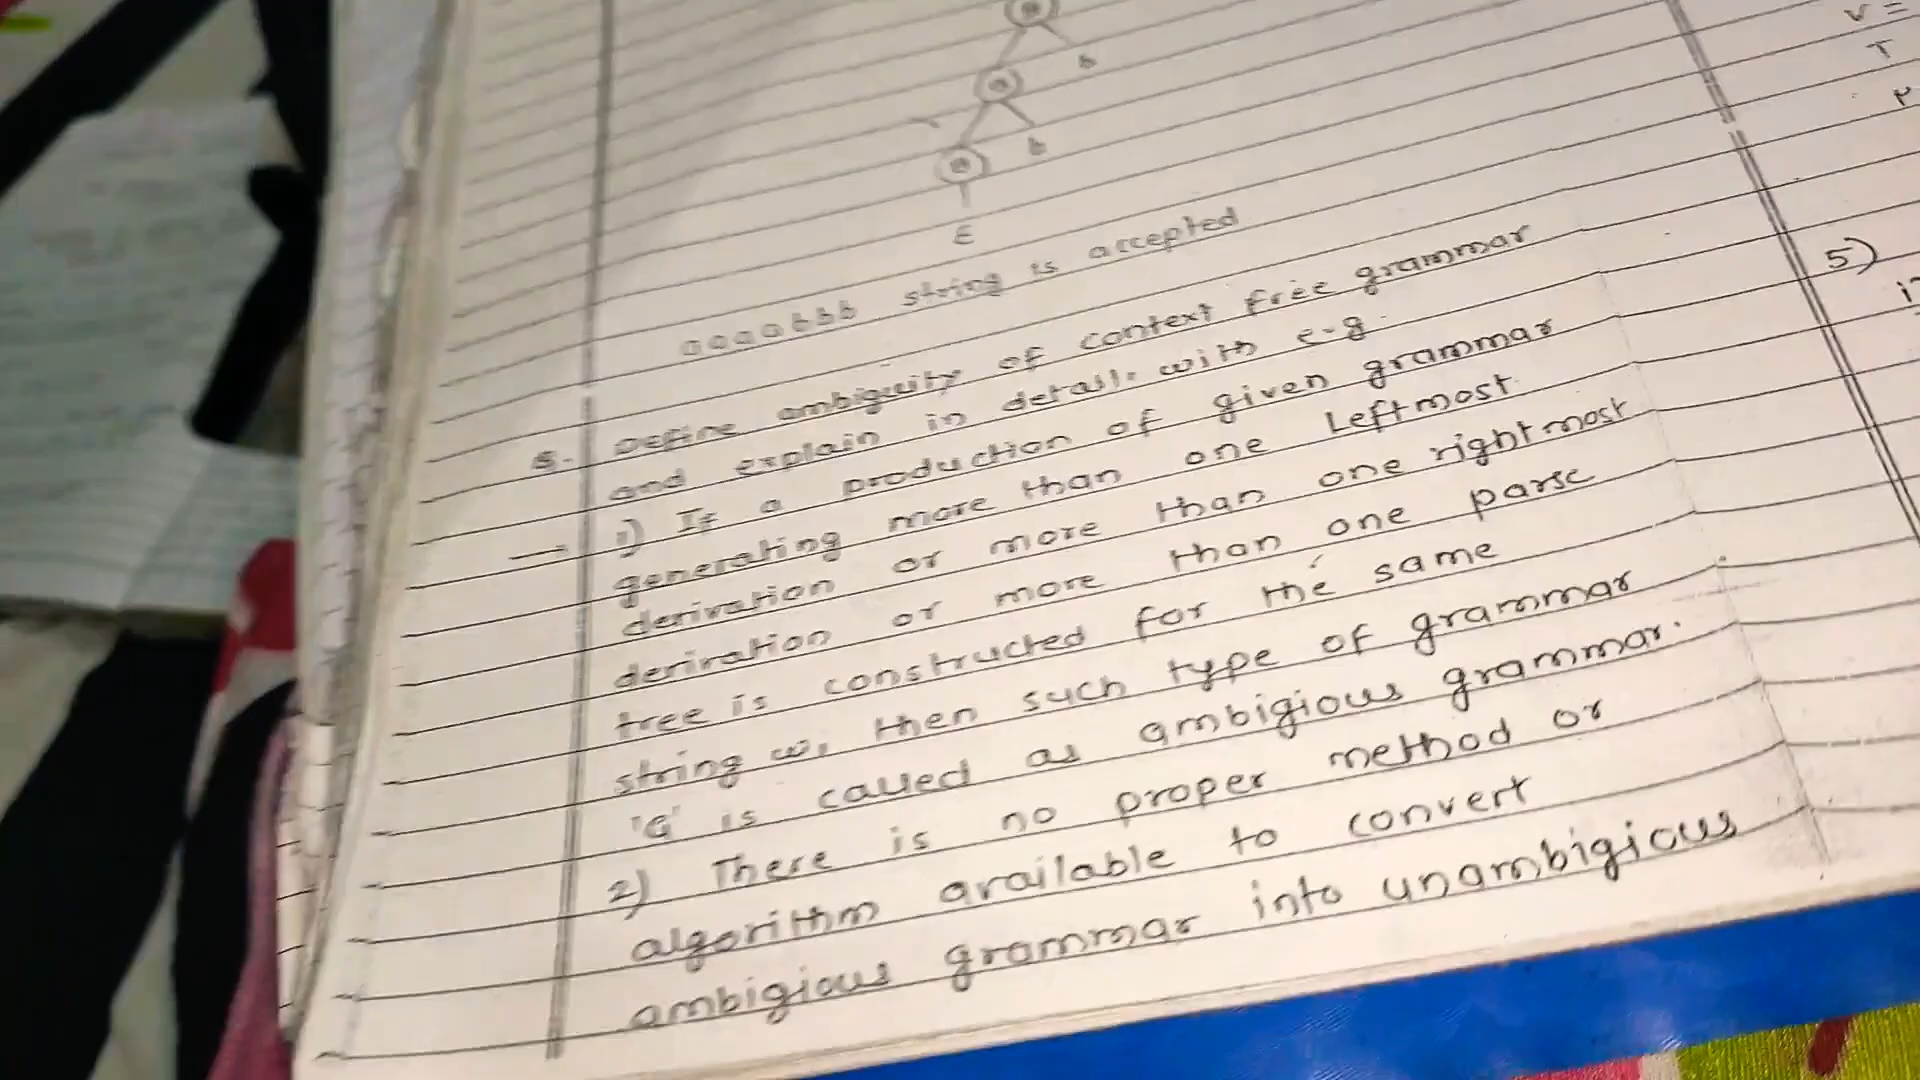 b
b
ε
aaaabbb string is accepted
5. Define ambiguity of context free grammar
and explain in detail. with e-g.
→ i) If a production of given grammar
generating more than one leftmost
derivation or more than one rightmost
derivation or more than one parse
tree is constructed for the same
string w, then such type of grammar
'G' is called as ambigious grammar.
2) There is no proper method or
algorithm available to convert
ambigious grammar into unambigious
V =
T
5)